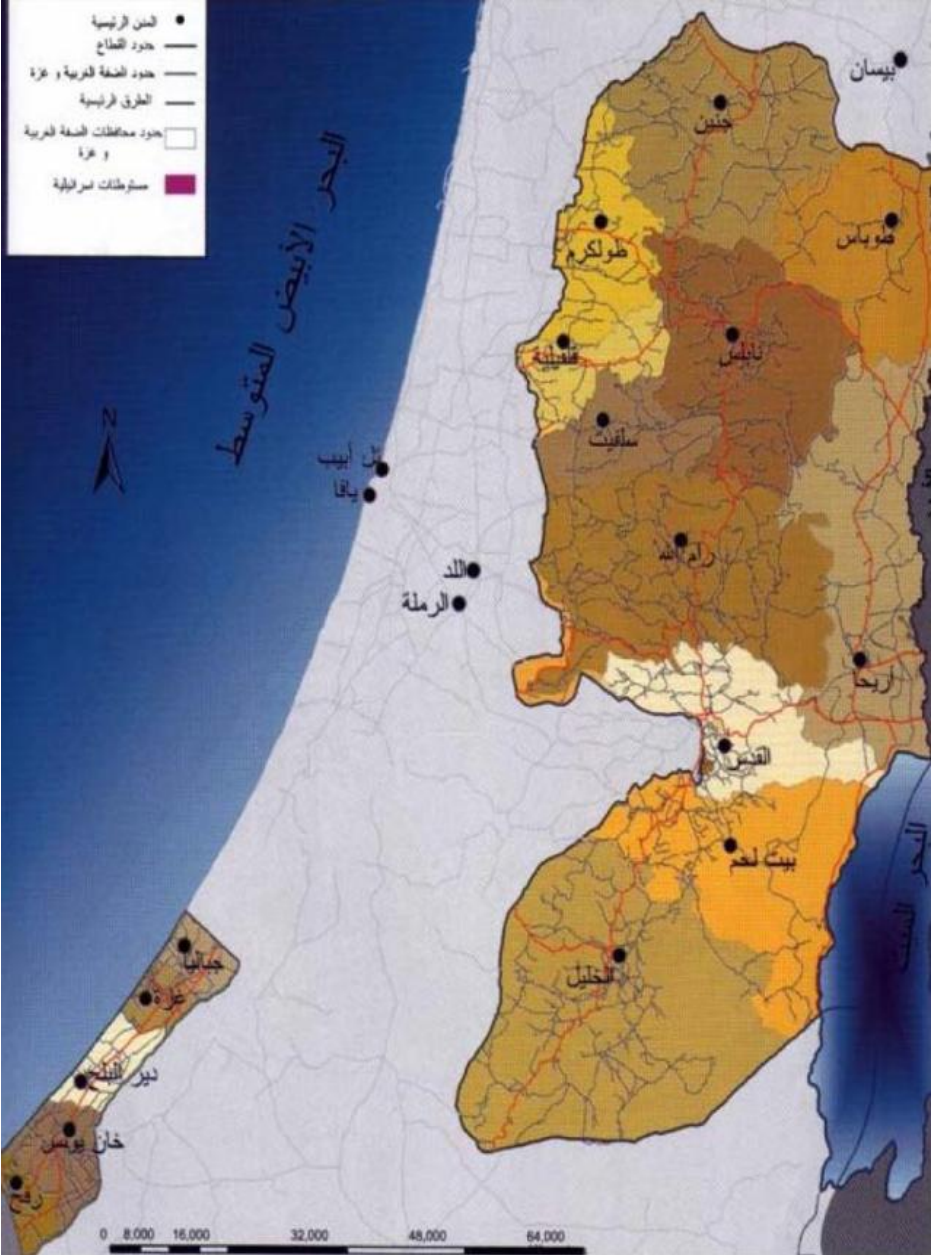 المدن الرئيسية
حدود القطاع
حدود الضفة الغربية و غزة
الطرق الرئيسية
حدود محافظات الضفة الغربية
و غزة
مستوطنات اسرائيلية
البحر الأبيض المتوسط
N
بيسان
جنين
طوباس
طولكرم
نابلس
قلقيلية
سلفيت
تل أبيب
يافا
رام الله
اللد
الرملة
أريحا
القدس
بيت لحم
البحر الميت
الخليل
جباليا
غزة
دير البلح
خان يونس
رفح
0 8.000 16,000 32,000 48,000 64,000